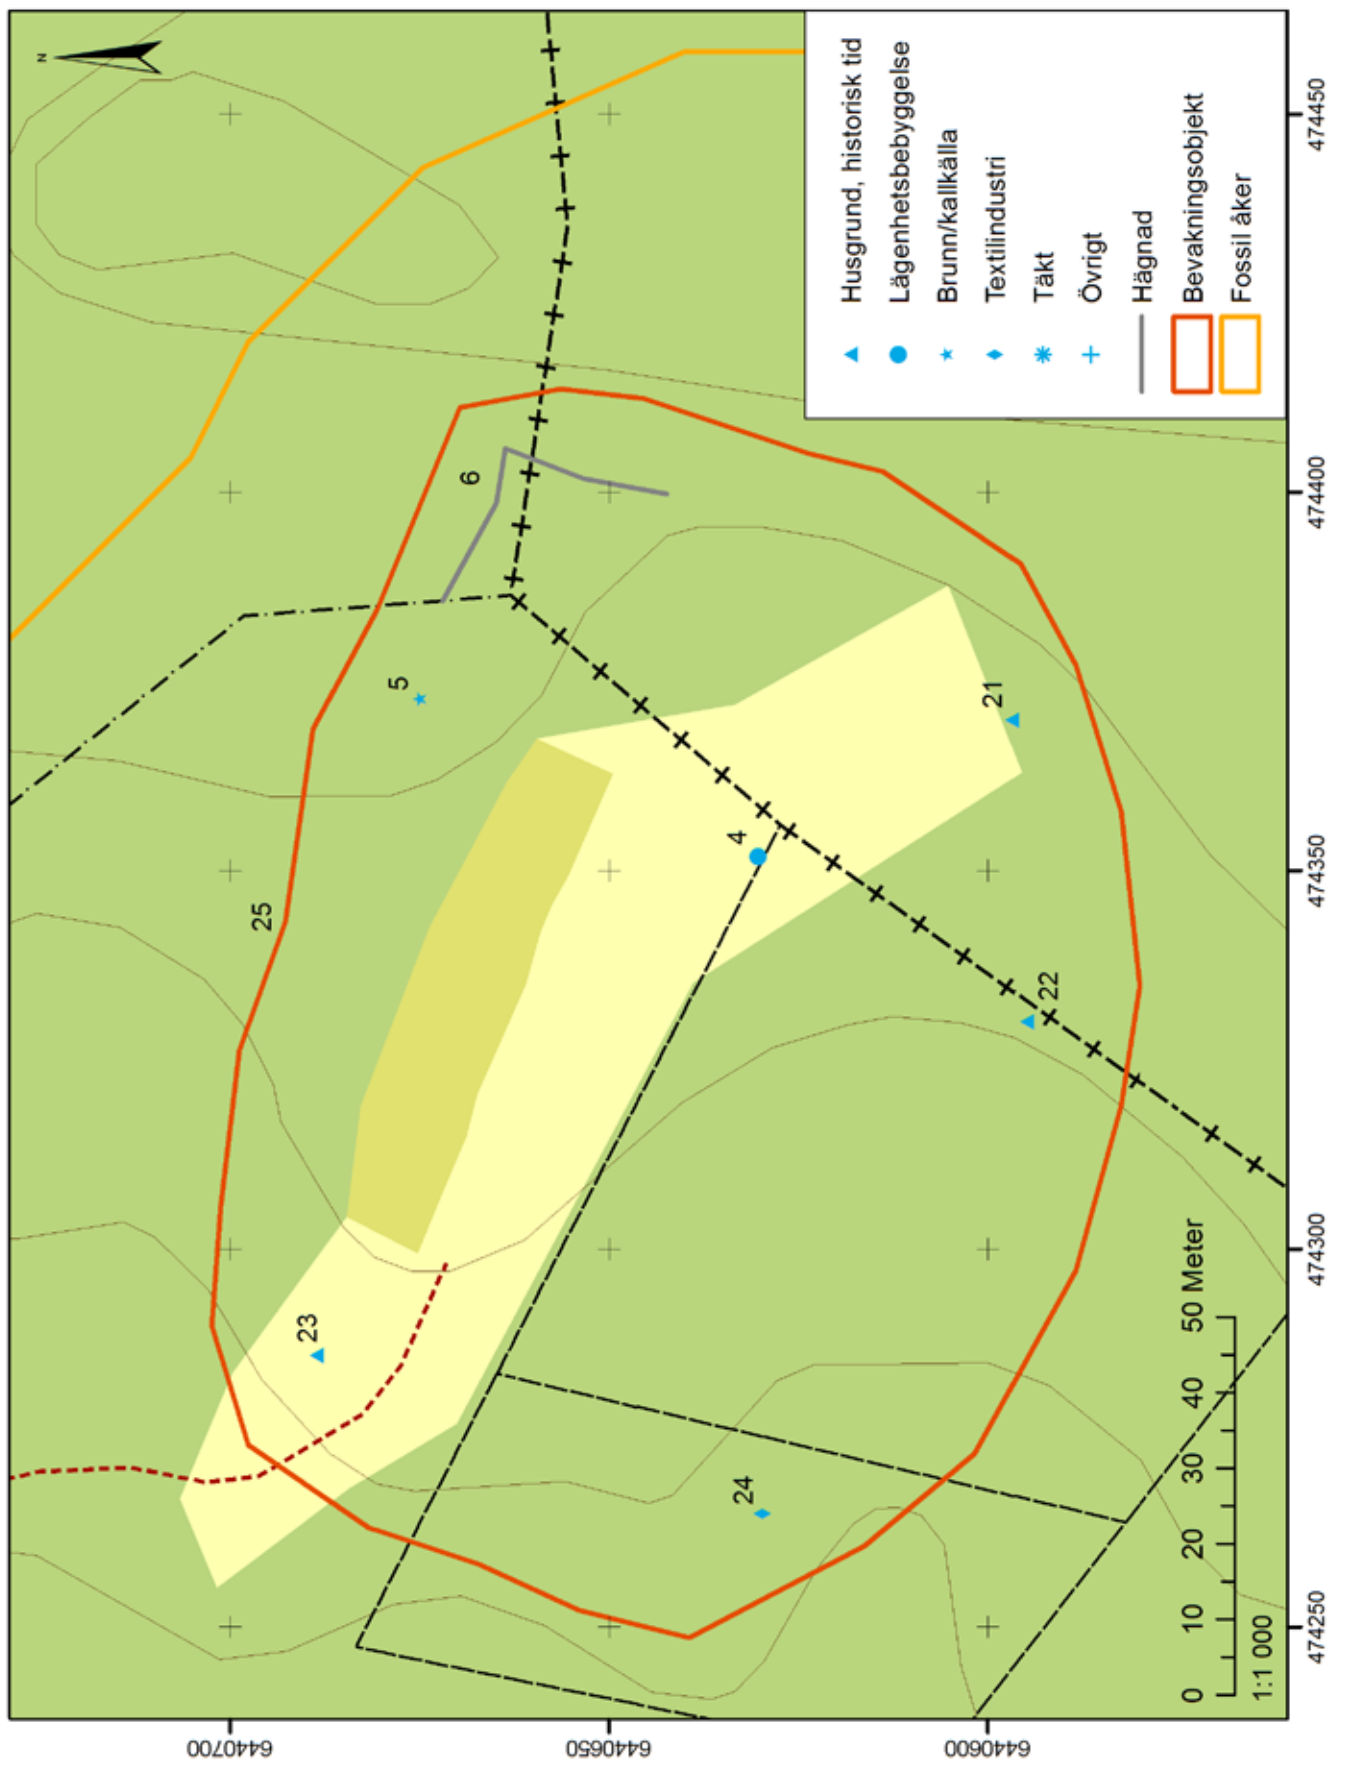 N
25
5
6
4
21
22
23
24
Husgrund, historisk tid
Lägenhetsbebyggelse
Brunn/kallkälla
Textilindustri
Täkt
Övrigt
Hägnad
Bevakningsobjekt
Fossil åker
0 10 20 30 40 50 Meter
1:1 000
474250
474300
474350
474400
474450
6440700
6440650
6440600